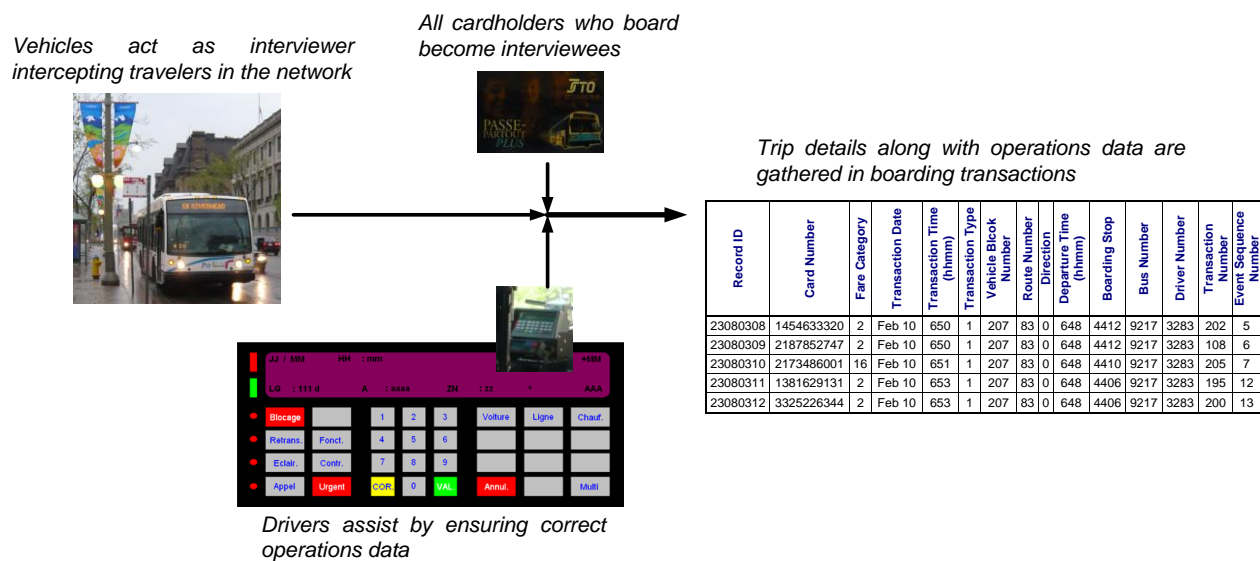 Vehicles act as interviewer
intercepting travelers in the network
All cardholders who board
become interviewees
STO
PASSE-
PARTOUT
PLUS
Trip details along with operations data are
gathered in boarding transactions
Record ID Card Number Fare Category Transaction Date Transaction Time (hhmm) Transaction Type Vehicle Blcok Number Route Number Direction Departure Time (hhmm) Boarding Stop Bus Number Driver Number Transaction Number Event Sequence Number
23080308 1454633320 2 Feb 10 650 1 207 83 0 648 4412 9217 3283 202 5
23080309 2187852747 2 Feb 10 650 1 207 83 0 648 4412 9217 3283 108 6
23080310 2173486001 16 Feb 10 651 1 207 83 0 648 4410 9217 3283 205 7
23080311 1381629131 2 Feb 10 653 1 207 83 0 648 4406 9217 3283 195 12
23080312 3325226344 2 Feb 10 653 1 207 83 0 648 4406 9217 3283 200 13
JJ / MM HH : mm +MM
LG : 111 d A : aaaa ZN : zz * AAA
Blocage 1 2 3 Voiture Ligne Chauf.
Retrans. Fonct. 4 5 6
Eclair. Contr. 7 8 9
Appel Urgent COR. 0 VAL Annul. Multi
Drivers assist by ensuring correct
operations data